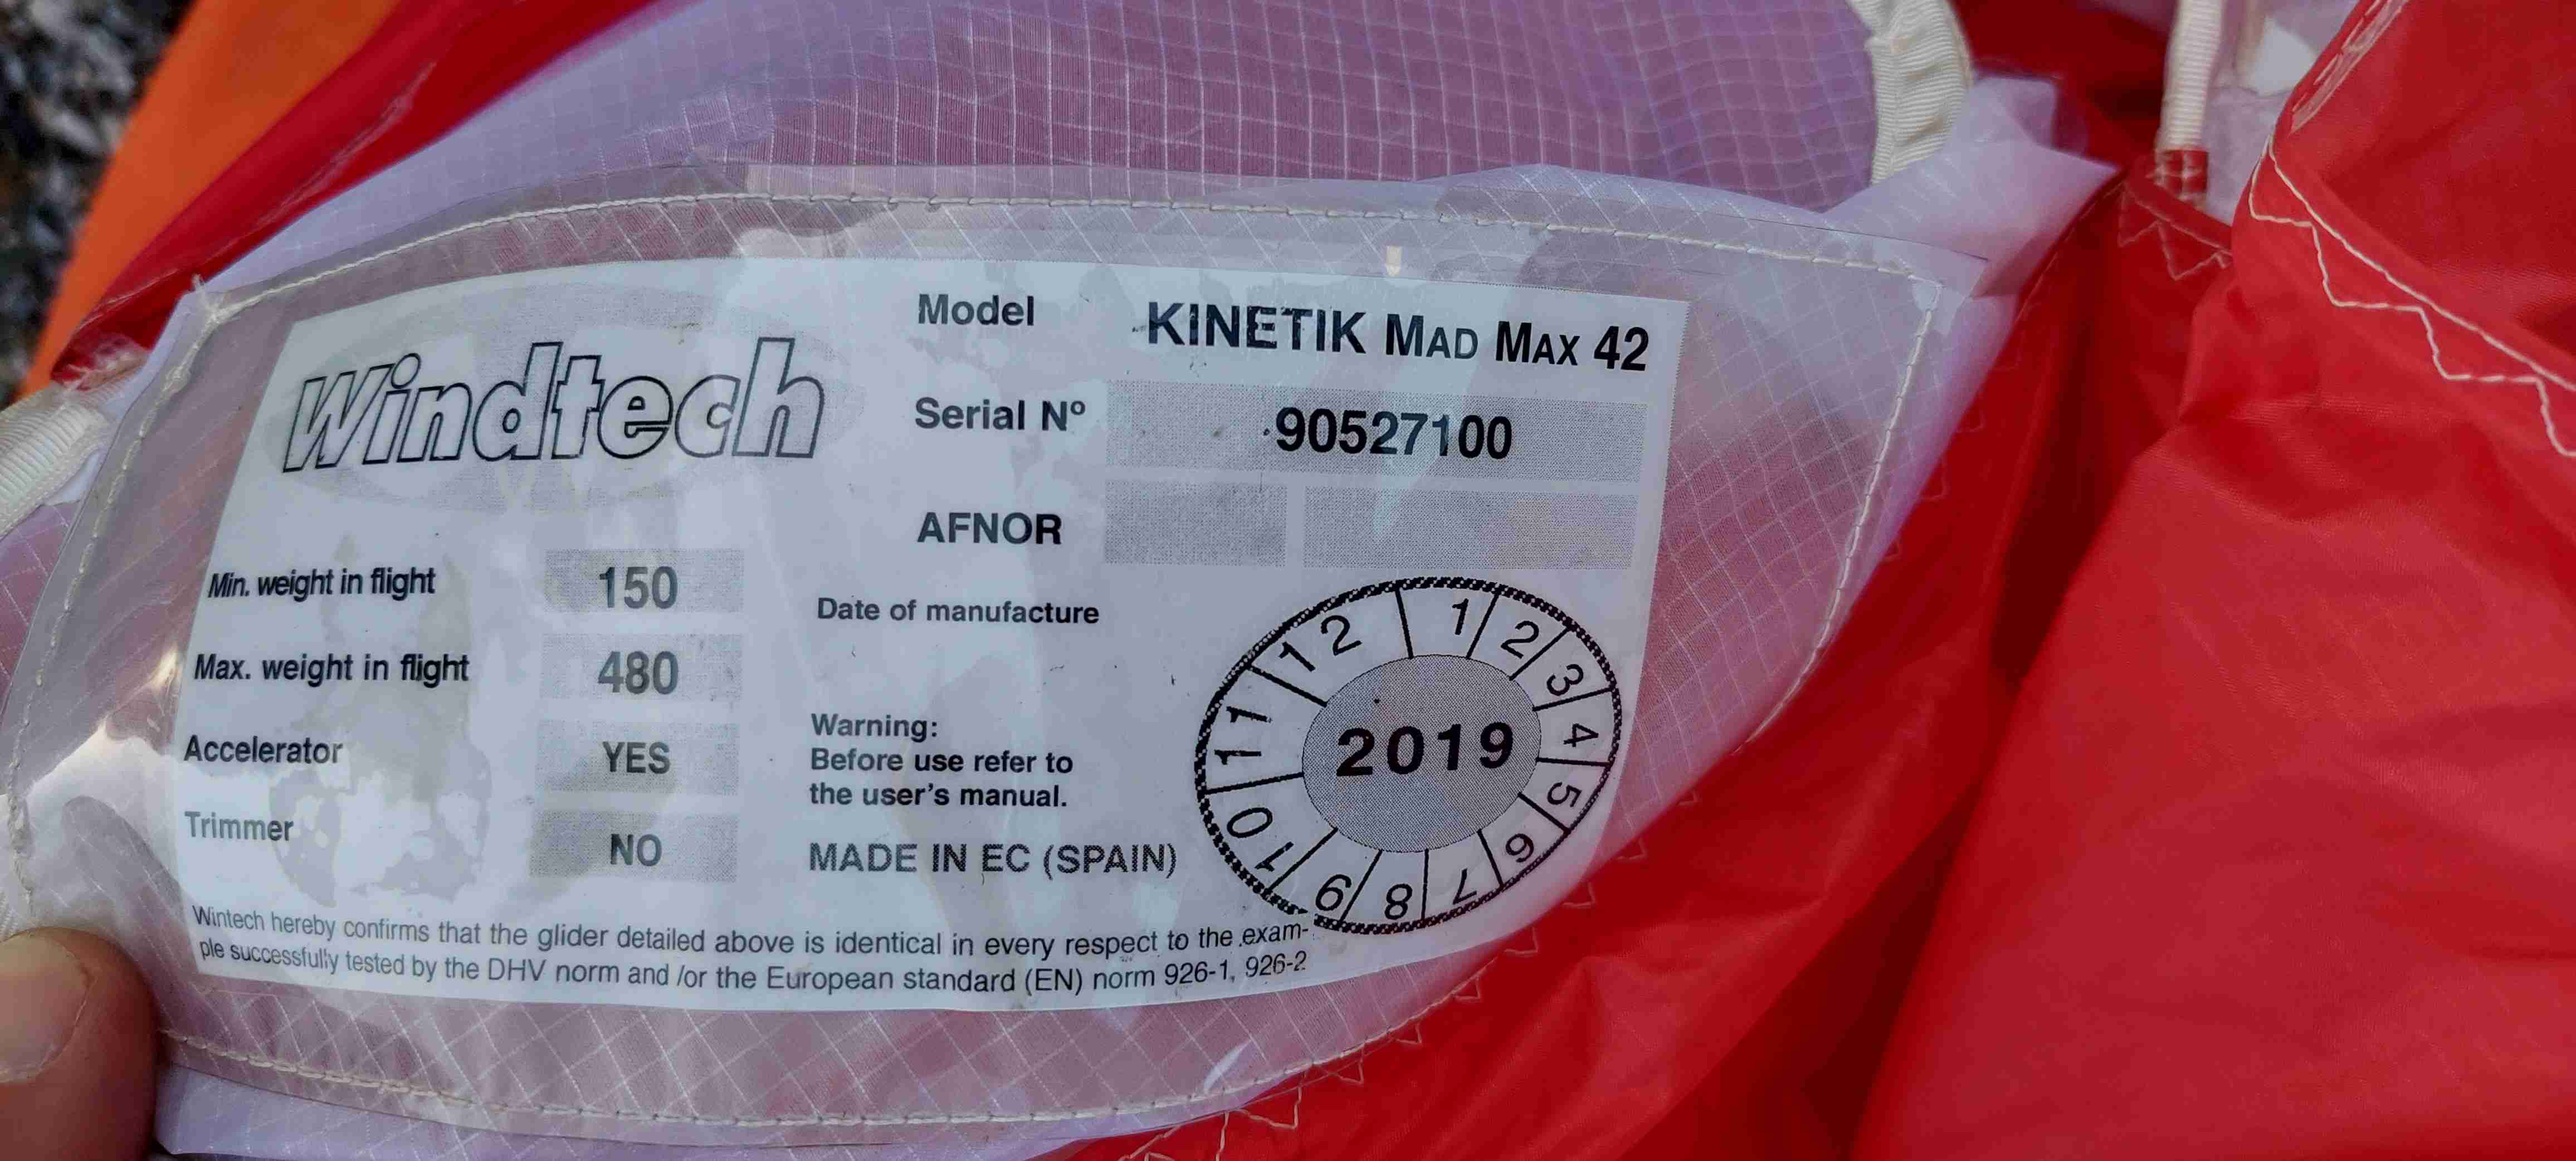 Windtech
Model KINETIK MAD MAX 42
Serial Nº 90527100
AFNOR
Min. weight in flight 150
Max. weight in flight 480
Accelerator YES
Trimmer NO
Date of manufacture
1 2 3 4 5 6 7 8 9 10 11 12
2019
Warning:
Before use refer to
the user's manual.
MADE IN EC (SPAIN)
Wintech hereby confirms that the glider detailed above is identical in every respect to the exam-
ple successfully tested by the DHV norm and /or the European standard (EN) norm 926-1, 926-2